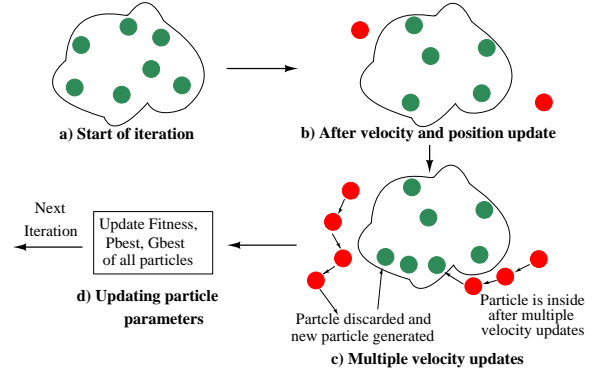 a) Start of iteration
b) After velocity and position update
Next
Iteration
Update Fitness,
Pbest, Gbest
of all particles
d) Updating particle
parameters
Partcle discarded and
new particle generated
Particle is inside
after multiple
velocity updates
c) Multiple velocity updates